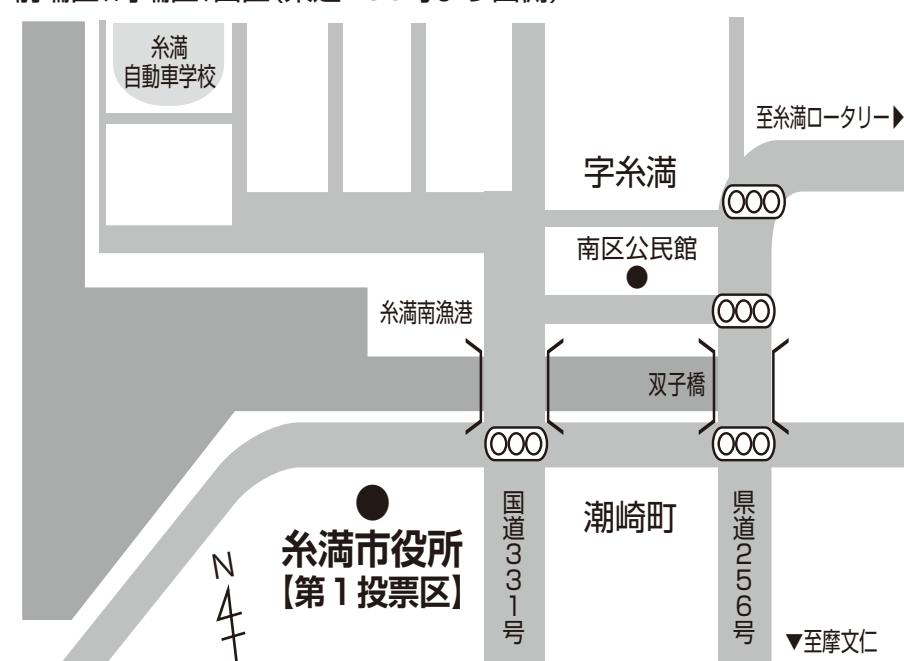 糸満
自動車学校
至糸満ロータリー▶
字糸満
南区公民館
糸満南漁港
双子橋
国道331号
潮崎町
県道256号
糸満市役所
【第1投票区】
N
▼至摩文仁